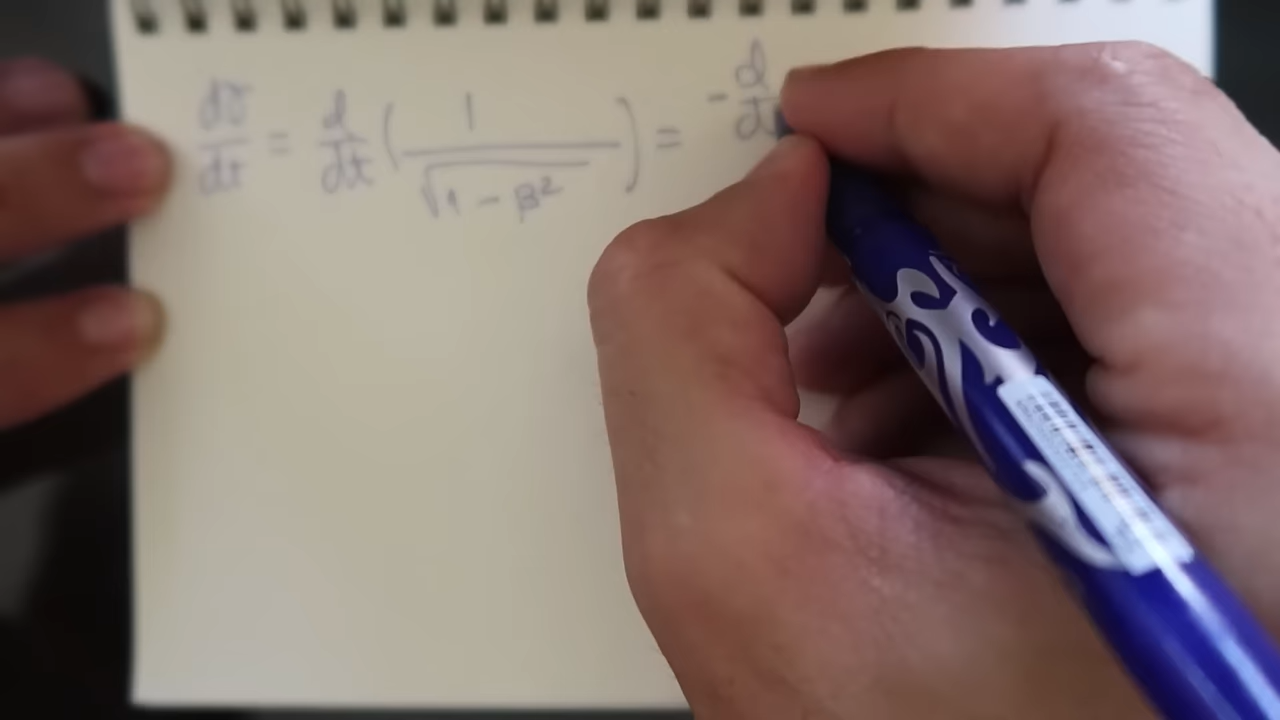 dγ/dt = d/dt ( 1/√(1 - β²) ) = - d/dt